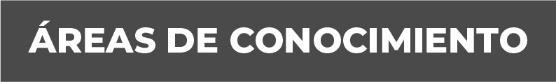 ÁREAS DE CONOCIMIENTO